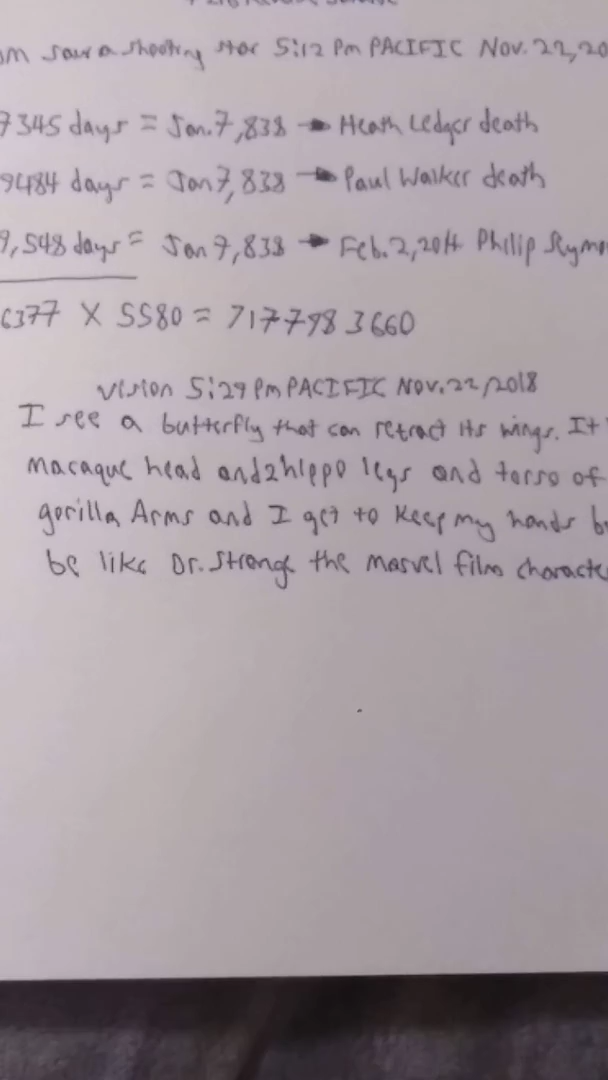 om saw a shooting star 5:12 Pm PACIFIC Nov. 22, 20
7345 days = Jan. 7, 838 → Heath Ledger death
9484 days = Jan 7, 838 → Paul Walker death
9,548 days = Jan 7, 838 → Feb. 2, 2014 Philip Seymo
6377 X 5580 = 7177983660
vision 5:29 Pm PACIFIC Nov. 22, 2018
I see a butterfly that can retract its wings. It
macaque head and 2 hippo legs and torso of
gorilla Arms and I get to keep my hands b
be like Dr. Strange the marvel film characte